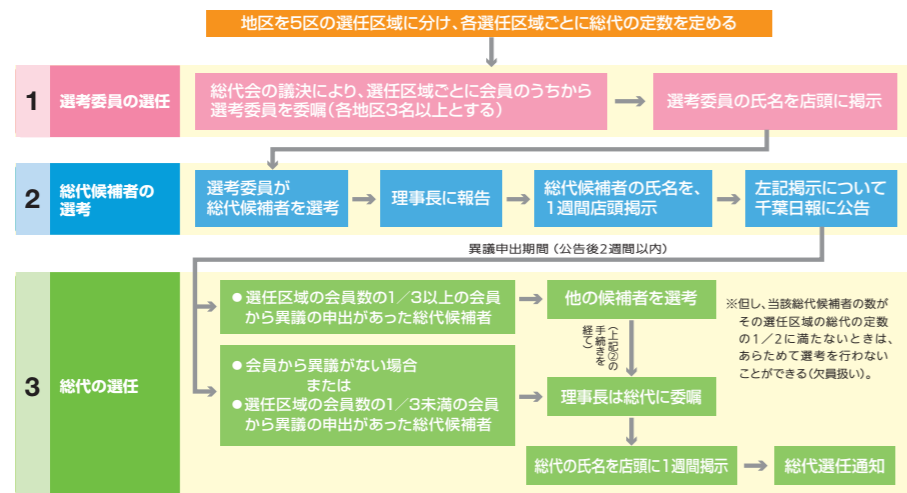 地区を5区の選任区域に分け、各選任区域ごとに総代の定数を定める
1
選考委員の選任
総代会の議決により、選任区域ごとに会員のうちから
選考委員を委嘱（各地区3名以上とする）
選考委員の氏名を店頭に掲示
2
総代候補者の
選考
選考委員が
総代候補者を選考
理事長に報告
総代候補者の氏名を、
1週間店頭掲示
左記掲示について
千葉日報に公告
異議申出期間（公告後2週間以内）
3
総代の選任
●選任区域の会員数の1／3以上の会員
から異議の申出があった総代候補者
他の候補者を選考
※但し、当該総代候補者の数が
その選任区域の総代の定数
の1／2に満たないときは、
あらためて選考を行わない
ことができる（欠員扱い）。
（上記②の
手続きを
経て）
●会員から異議がない場合
または
●選任区域の会員数の1／3未満の会員
から異議の申出があった総代候補者
理事長は総代に委嘱
総代の氏名を店頭に1週間掲示
総代選任通知